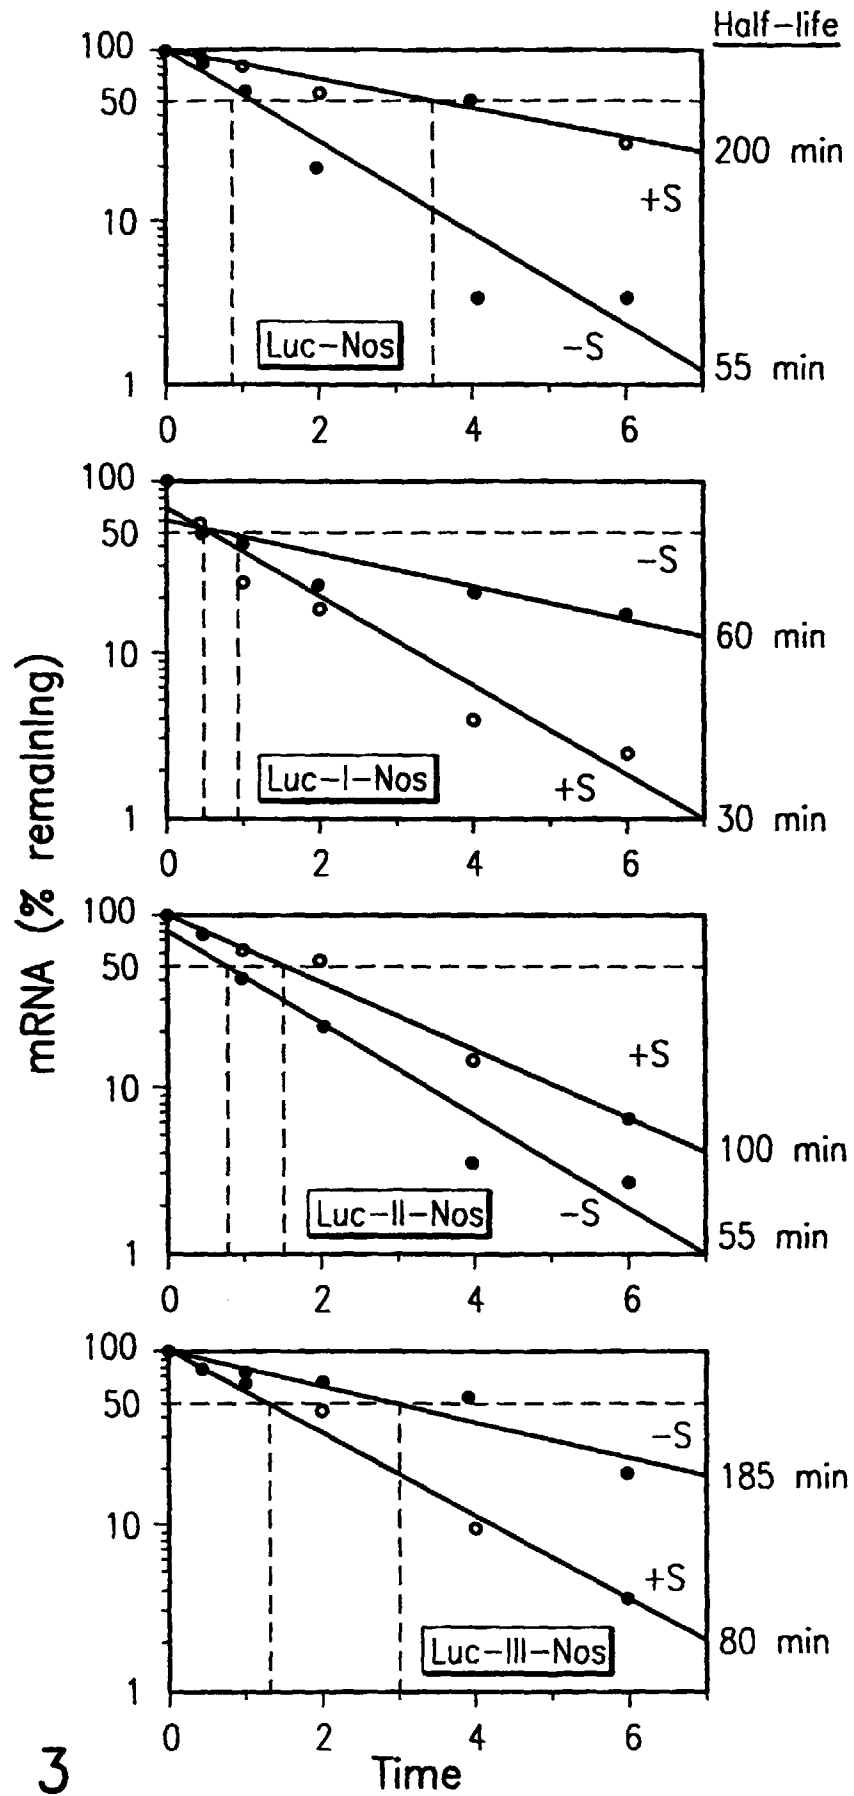 Half-life
100
50
10
1
200 min
+S
Luc-Nos
-S
55 min
0 2 4 6
100
50
10
1
-S
60 min
Luc-I-Nos
+S
30 min
0 2 4 6
mRNA (% remaining)
100
50
10
1
+S
100 min
Luc-II-Nos
-S
55 min
0 2 4 6
100
50
10
1
-S
185 min
+S
Luc-III-Nos
80 min
0 2 4 6
Time
3